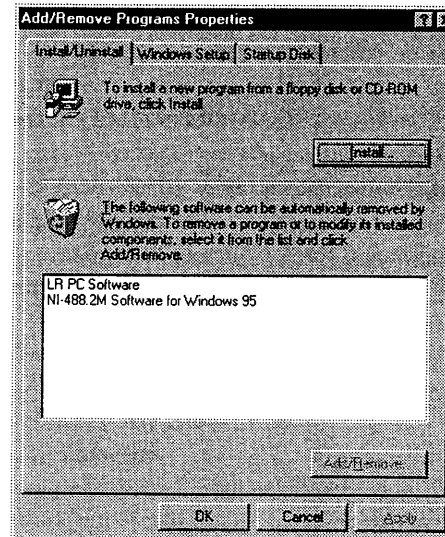 Add/Remove Programs Properties
Install/Uninstall Windows Setup Startup Disk
To install a new program from a floppy disk or CD-ROM
drive, click Install.
Install...
The following software can be automatically removed by
Windows. To remove a program or to modify its installed
components, select it from the list and click
Add/Remove.
LR PC Software
NI-488.2M Software for Windows 95
Add/Remove...
OK Cancel Apply